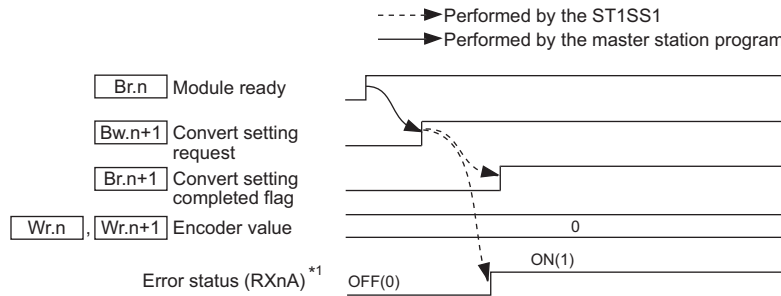 Performed by the ST1SS1
Performed by the master station program
Br.n Module ready
Bw.n+1 Convert setting
request
Br.n+1 Convert setting
completed flag
Wr.n , Wr.n+1 Encoder value
0
ON(1)
Error status (RXnA) *1 OFF(0)